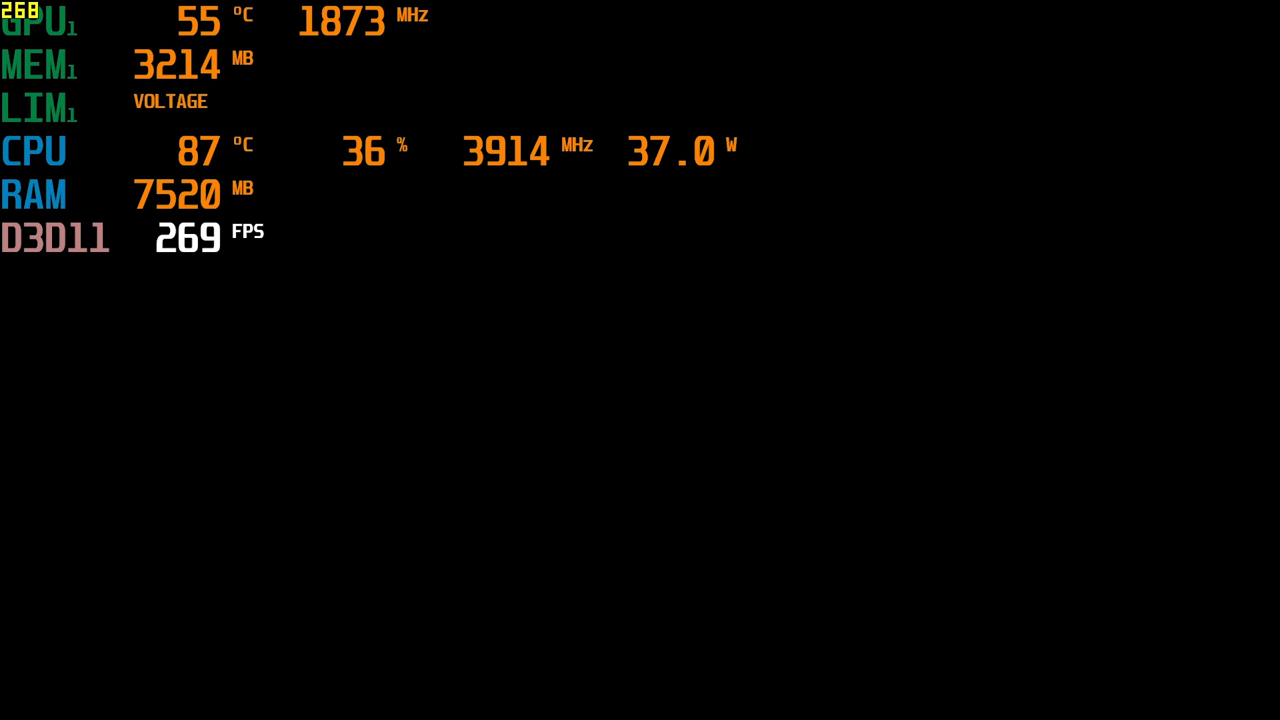 268
GPU1 55 °C 1873 MHz
MEM1 3214 MB
LIM1 VOLTAGE
CPU 87 °C 36 % 3914 MHz 37.0 W
RAM 7520 MB
D3D11 269 FPS